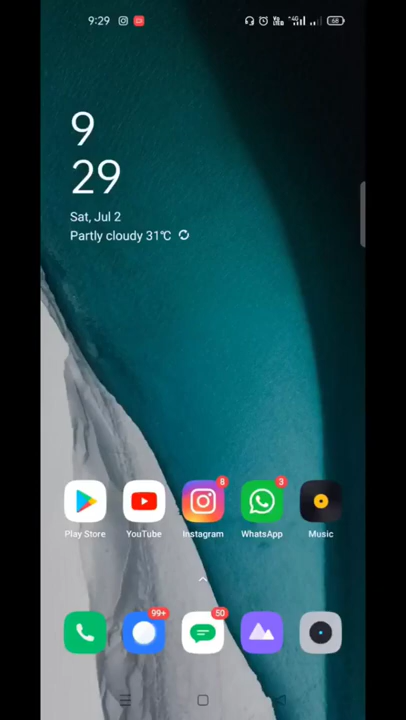 9:29
68
9
29
Sat, Jul 2
Partly cloudy 31℃
8
3
Play Store
YouTube
Instagram
WhatsApp
Music
99+
50